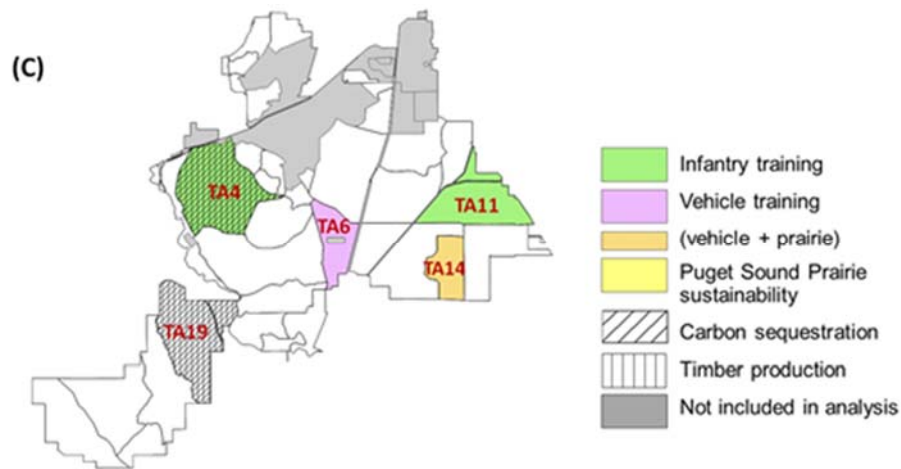 (C)
TA4
TA6
TA11
TA14
TA19
Infantry training
Vehicle training
(vehicle + prairie)
Puget Sound Prairie
sustainability
Carbon sequestration
Timber production
Not included in analysis